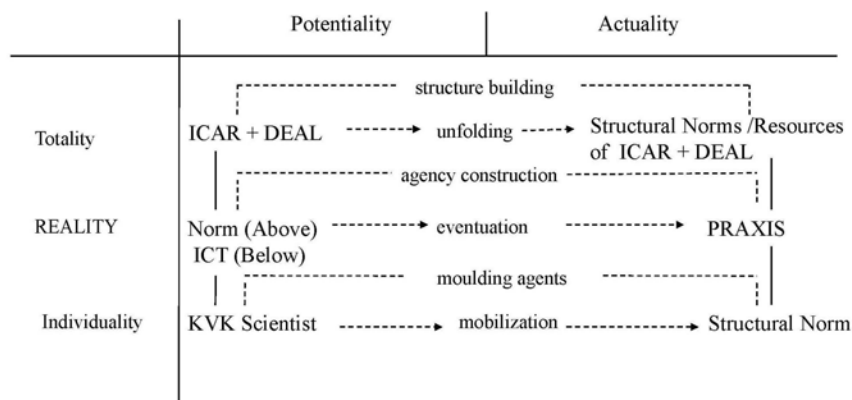 Potentiality Actuality
structure building
Totality ICAR + DEAL unfolding Structural Norms /Resources
of ICAR + DEAL
agency construction
REALITY Norm (Above) eventuation PRAXIS
ICT (Below)
moulding agents
Individuality KVK Scientist mobilization Structural Norm